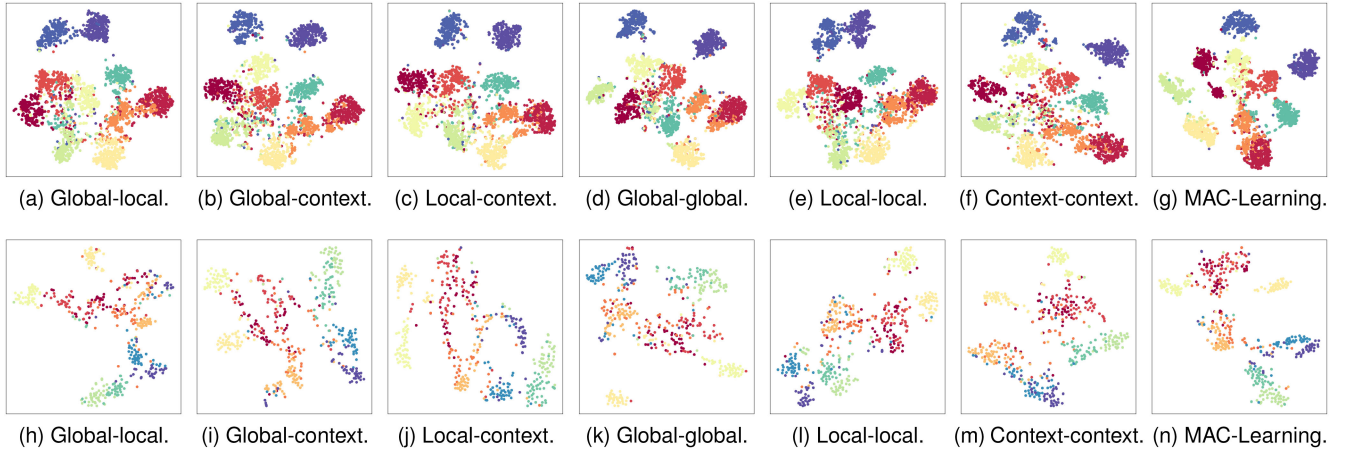 (a) Global-local. (b) Global-context. (c) Local-context. (d) Global-global. (e) Local-local. (f) Context-context. (g) MAC-Learning.
(h) Global-local. (i) Global-context. (j) Local-context. (k) Global-global. (l) Local-local. (m) Context-context. (n) MAC-Learning.